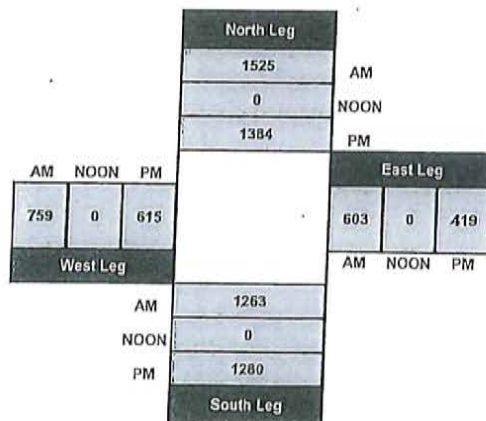 North Leg
1525 AM
0 NOON
1384 PM
AM NOON PM
East Leg
759 0 615
603 0 419
West Leg
AM NOON PM
AM 1263
NOON 0
PM 1280
South Leg